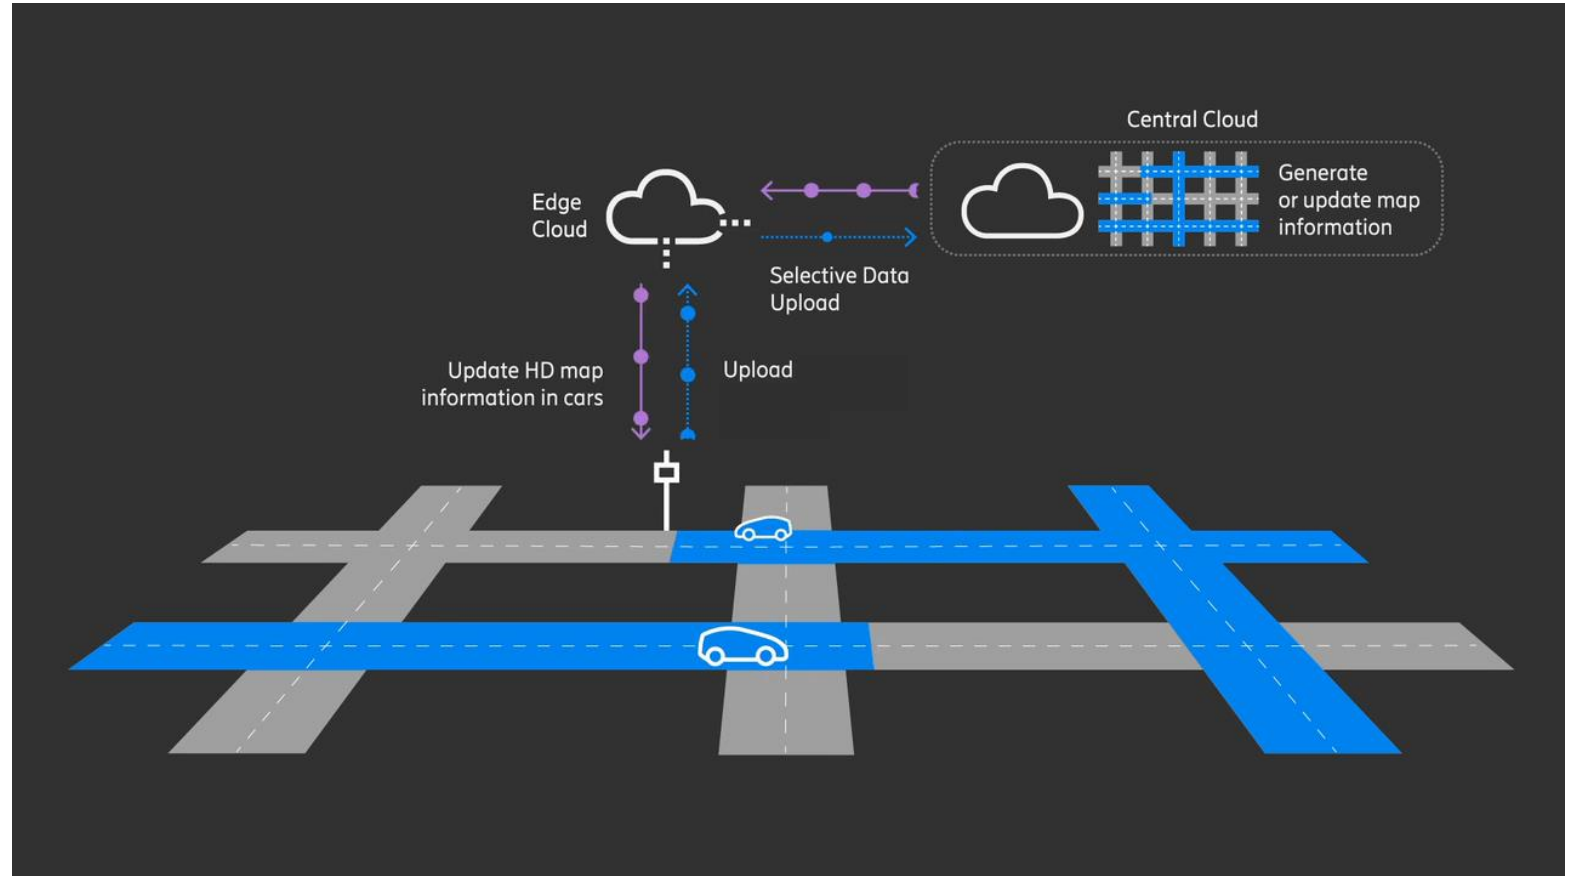 Central Cloud
Generate
or update map
information
Edge
Cloud
Selective Data
Upload
Update HD map
information in cars
Upload